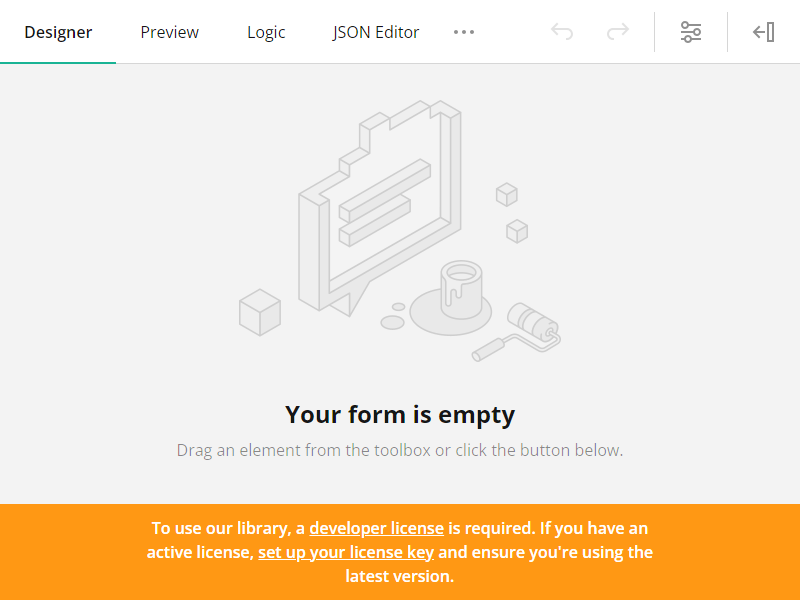 Designer Preview Logic JSON Editor
Your form is empty
Drag an element from the toolbox or click the button below.
To use our library, a developer license is required. If you have an
active license, set up your license key and ensure you're using the
latest version.